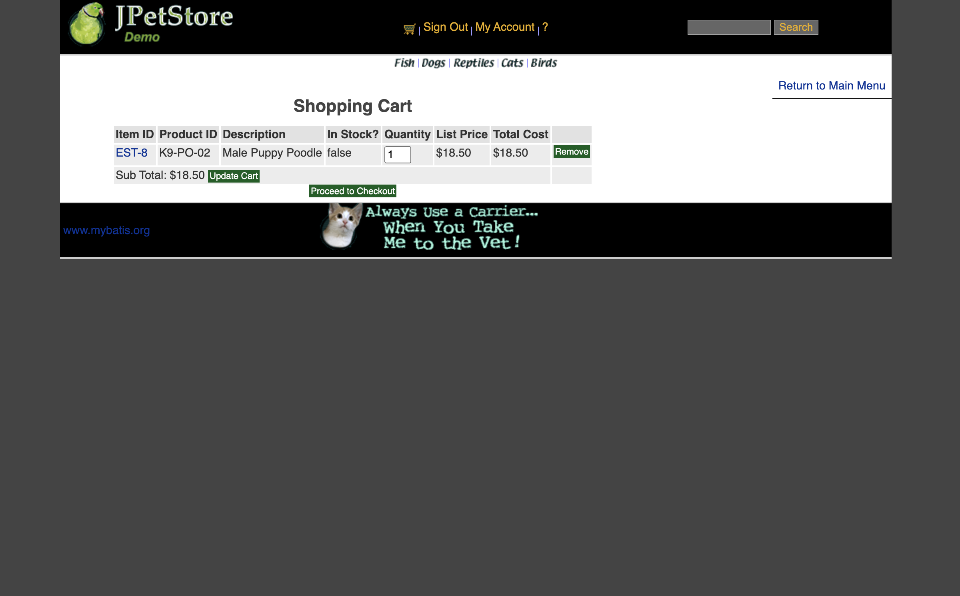 JPetStore
Demo
Sign Out | My Account | ?
Search
Fish | Dogs | Reptiles | Cats | Birds
Return to Main Menu
Shopping Cart
Item ID Product ID Description In Stock? Quantity List Price Total Cost
EST-8 K9-PO-02 Male Puppy Poodle false 1 $18.50 $18.50 Remove
Sub Total: $18.50 Update Cart
Proceed to Checkout
www.mybatis.org
Always Use a Carrier...
When You Take
Me to the Vet!